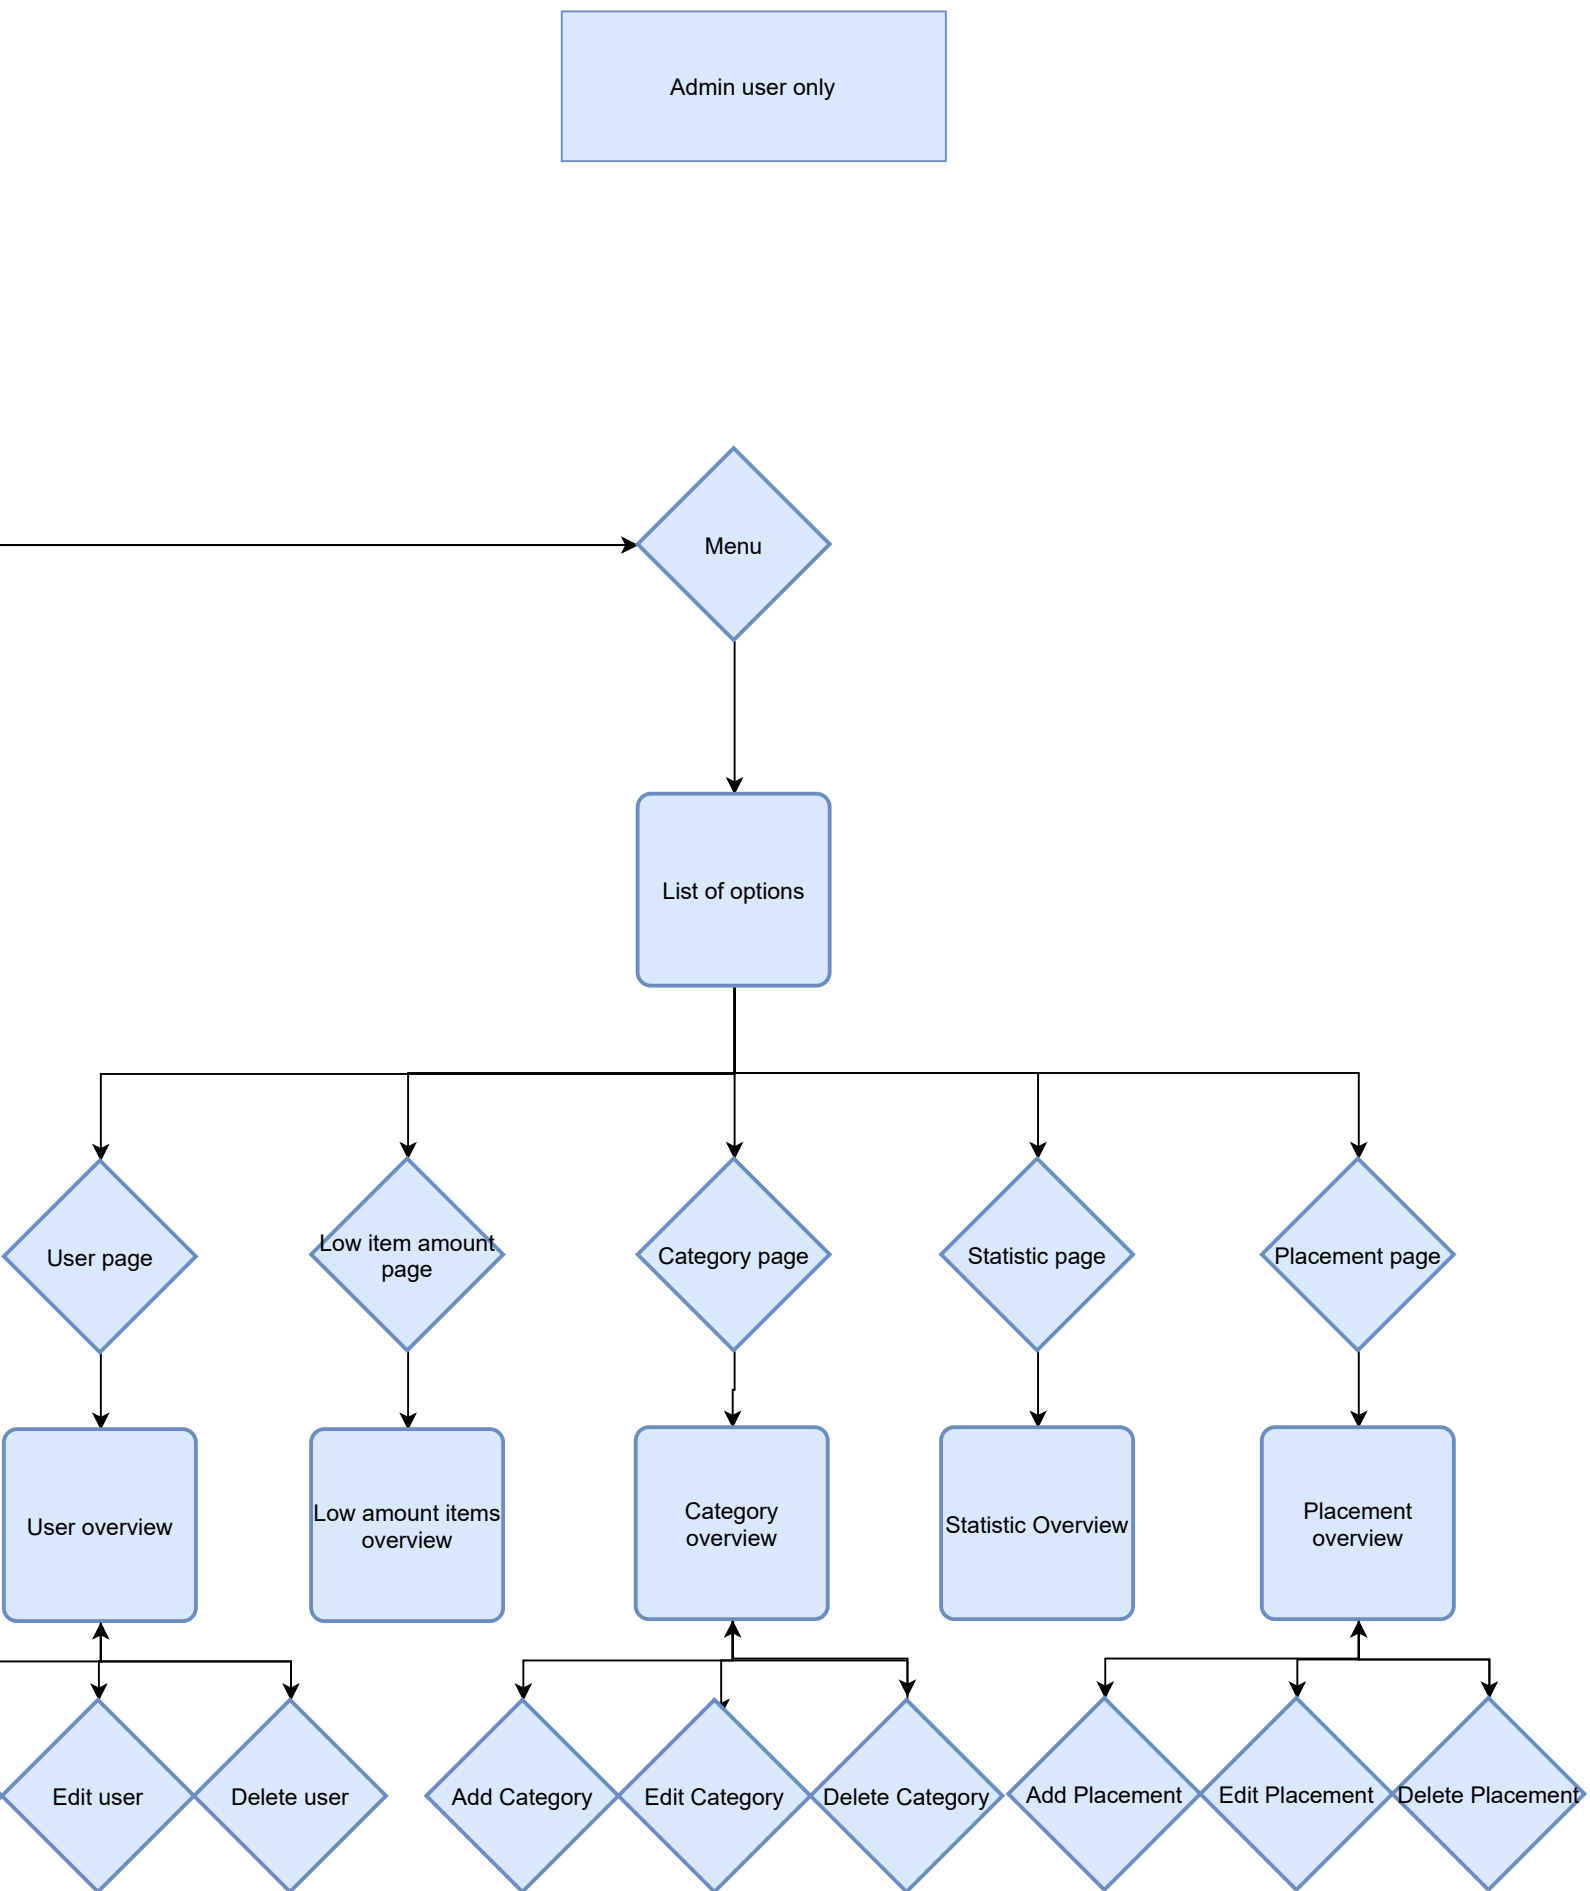 Admin user only
Menu
List of options
User page
Low item amount
page
Category page
Statistic page
Placement page
User overview
Low amount items
overview
Category
overview
Statistic Overview
Placement
overview
Edit user
Delete user
Add Category
Edit Category
Delete Category
Add Placement
Edit Placement
Delete Placement